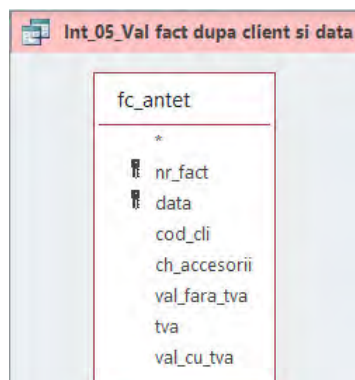 Int_05_Val fact dupa client si data
fc_antet
*
nr_fact
data
cod_cli
ch_accesorii
val_fara_tva
tva
val_cu_tva